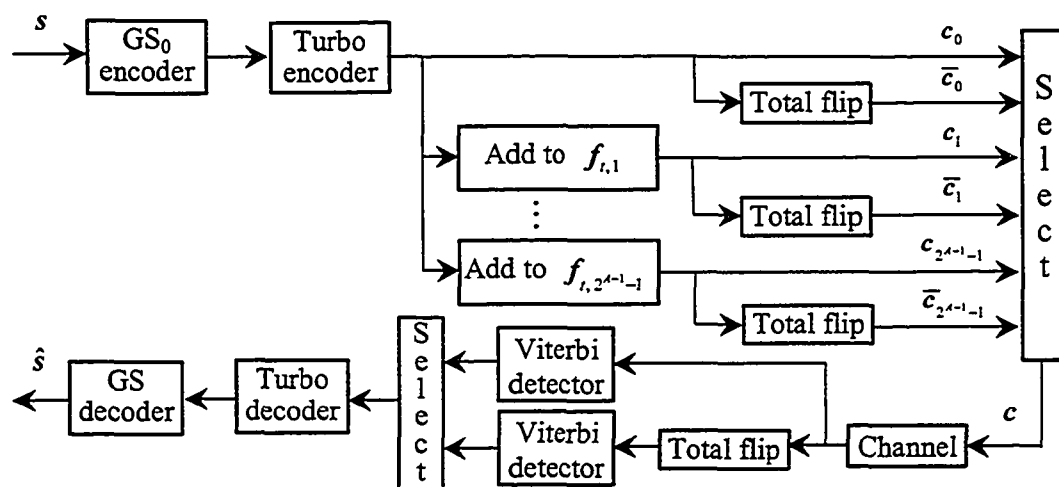 s
GS₀ encoder
Turbo encoder
c₀
Total flip
c̅₀
Add to f_{t,1}
c₁
Total flip
c̅₁
⋮
Add to f_{t,2^{A-1}-1}
c_{2^{A-1}-1}
Total flip
c̅_{2^{A-1}-1}
Select
c
Channel
Total flip
Viterbi detector
Viterbi detector
Select
Turbo decoder
GS decoder
ŝ